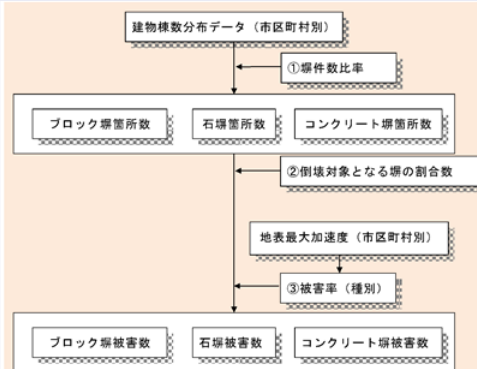 建物棟数分布データ（市区町村別）
①塀件数比率
ブロック塀箇所数
石塀箇所数
コンクリート塀箇所数
②倒壊対象となる塀の割合数
地表最大加速度（市区町村別）
③被害率（種別）
ブロック塀被害数
石塀被害数
コンクリート塀被害数